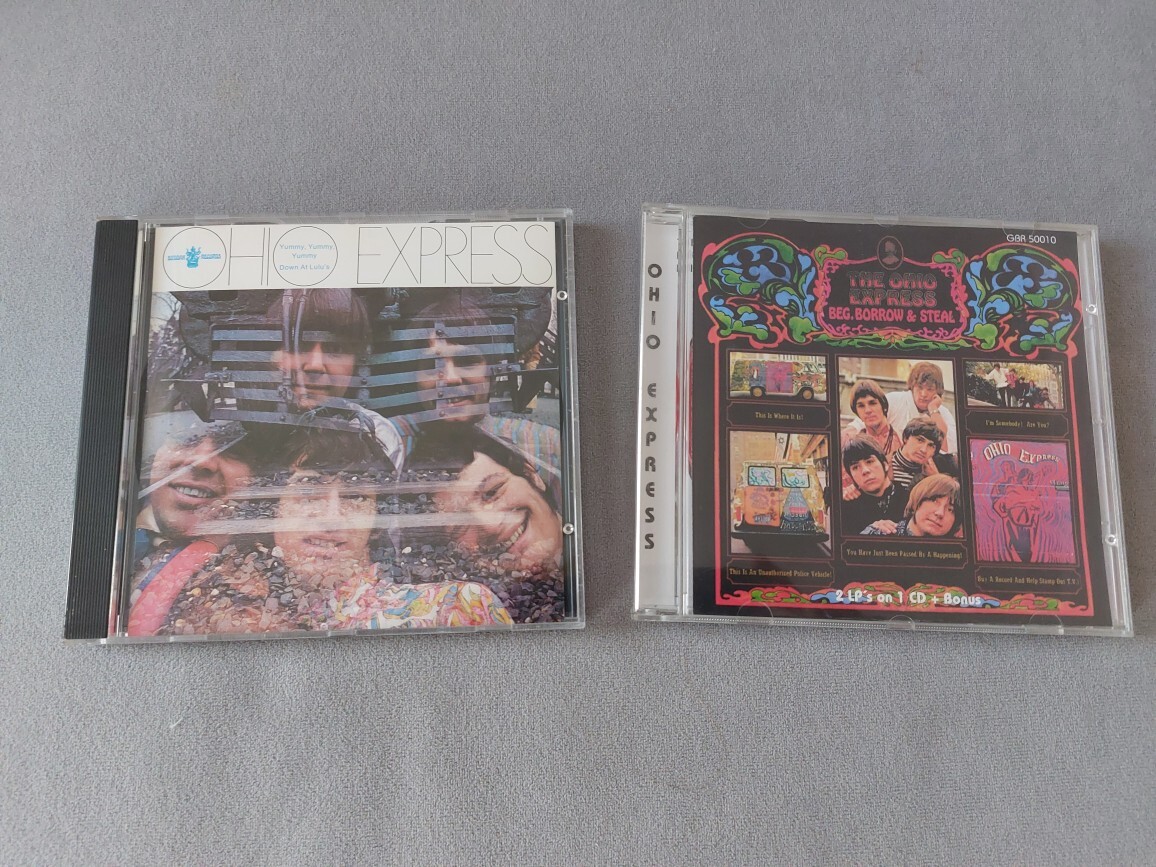 OHIO EXPRESS
Yummy, Yummy,
Yummy
Down At Lulu's
OHIO EXPRESS
GBR 50010
THE OHIO
EXPRESS
BEG, BORROW & STEAL
This Is Where It Is!
I'm Somebody! Are You?
OHIO EXPRESS
You Have Just Been Passed By A Happening!
This Is An Unauthorized Police Vehicle!
Buy A Record And Help Stamp Out T.V.
2 LP's on 1 CD + Bonus